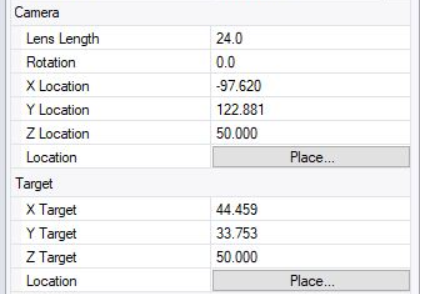 Camera
Lens Length 24.0
Rotation 0.0
X Location -97.620
Y Location 122.881
Z Location 50.000
Location Place...
Target
X Target 44.459
Y Target 33.753
Z Target 50.000
Location Place...